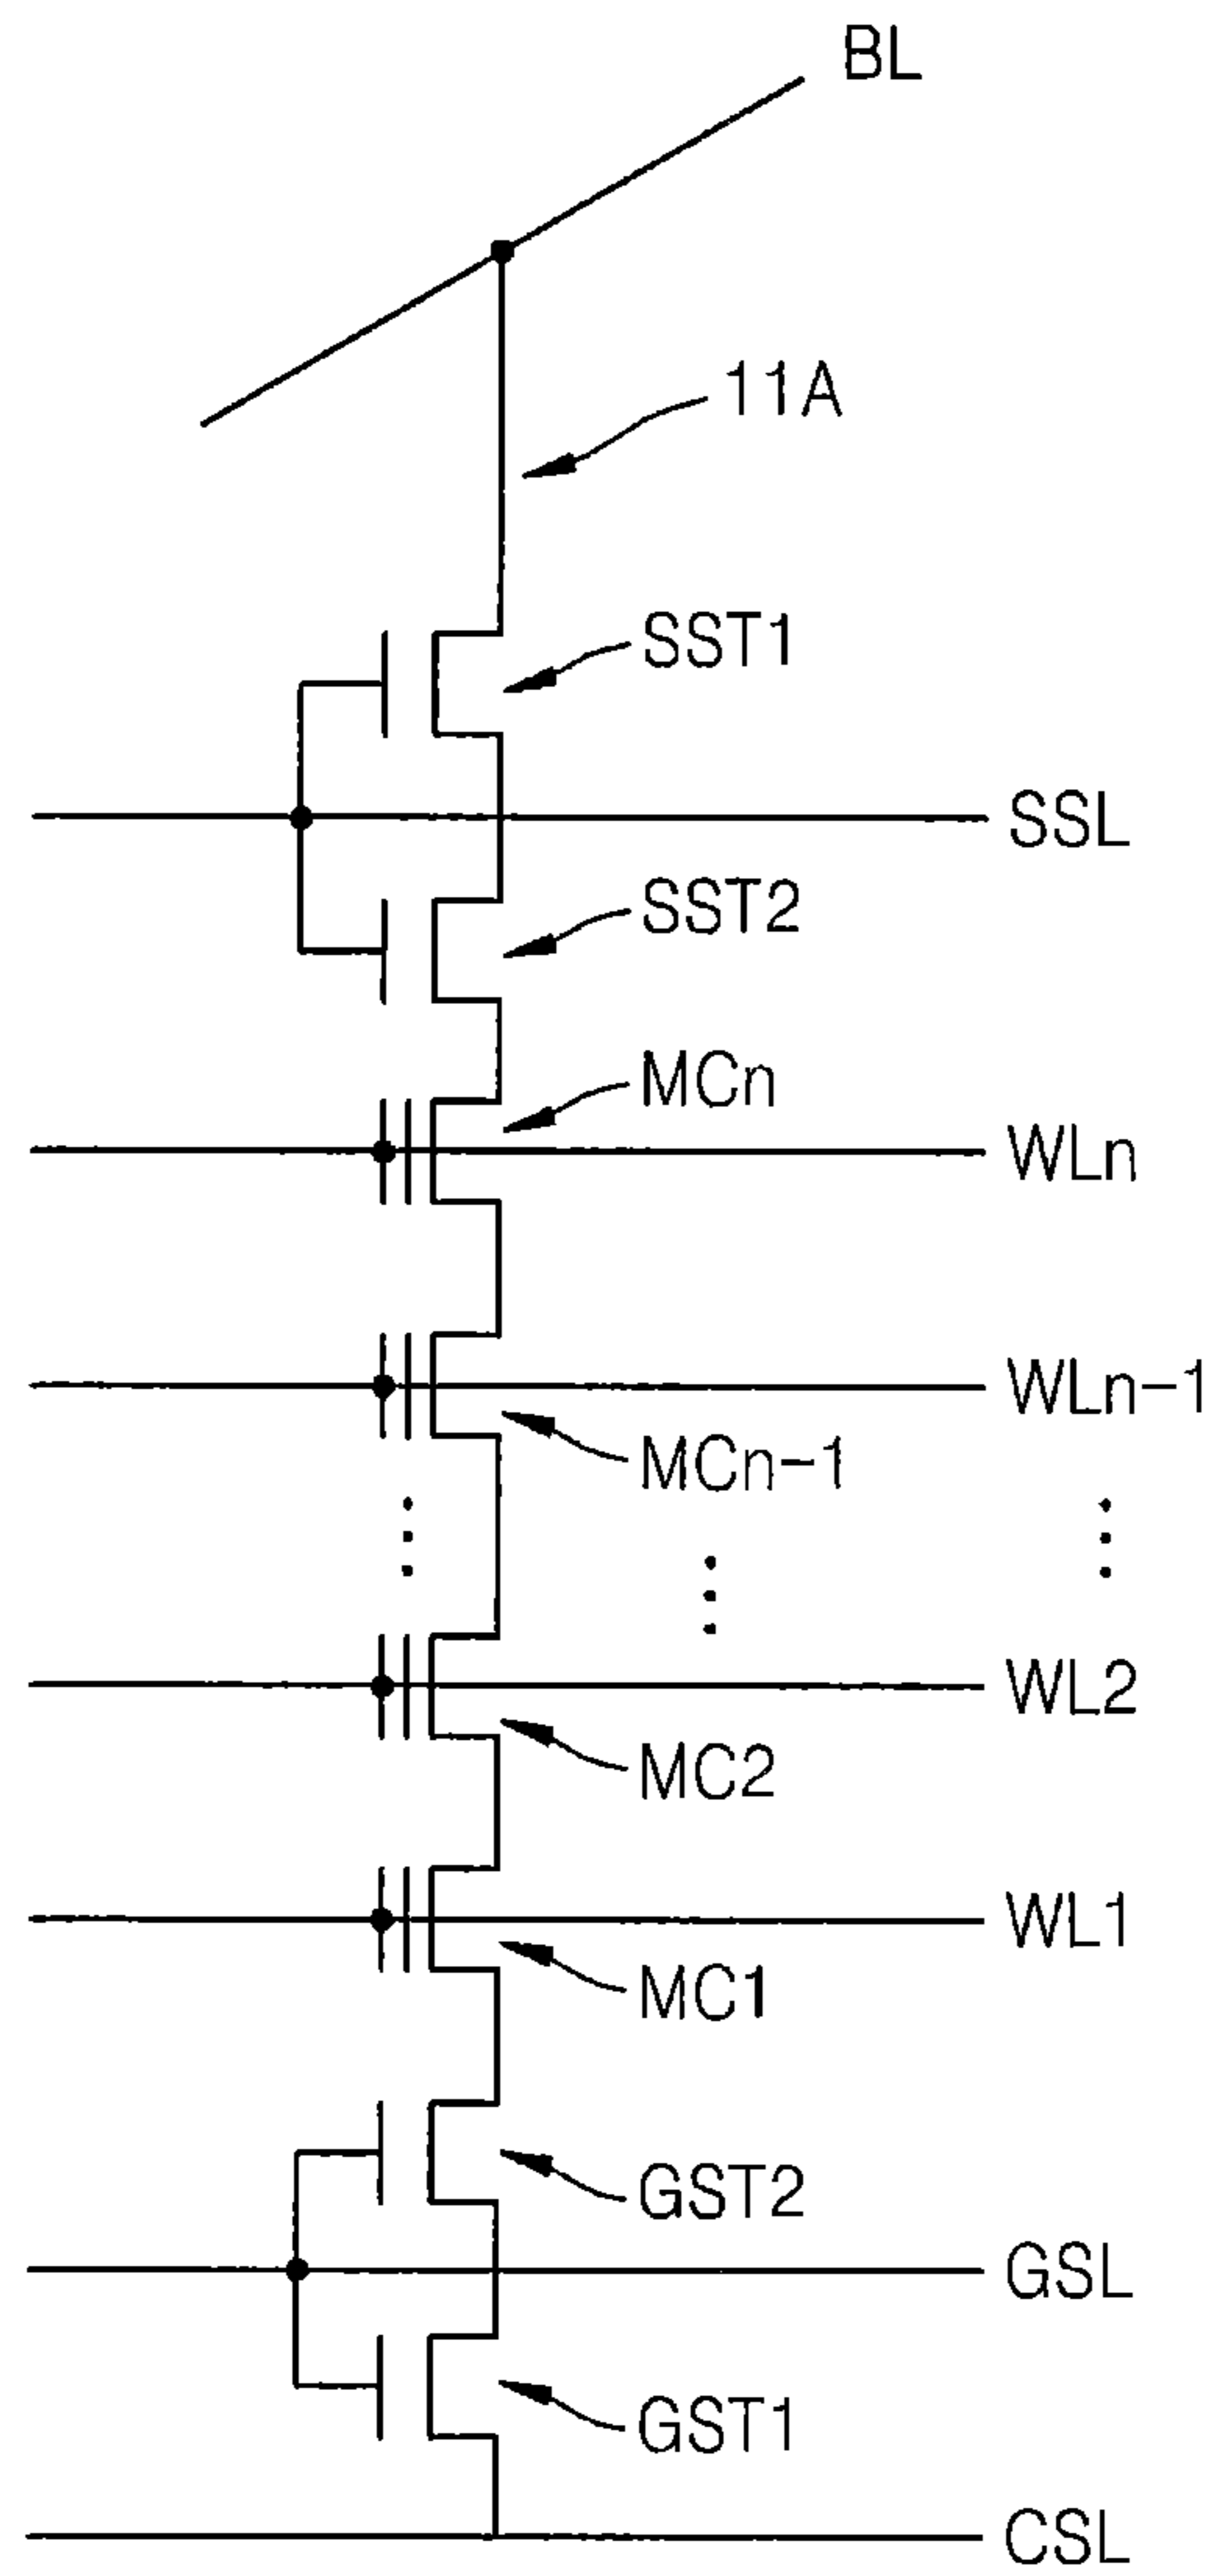 BL
11A
SST1
SSL
SST2
MCn
WLn
WLn-1
MCn-1
WL2
MC2
WL1
MC1
GST2
GSL
GST1
CSL